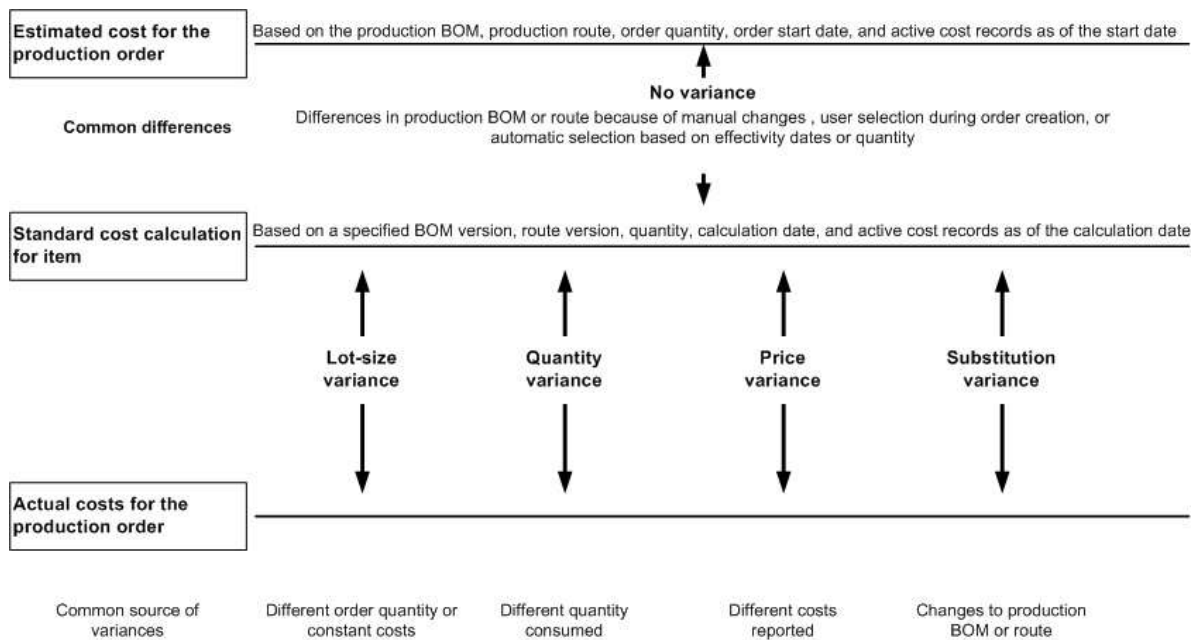 Estimated cost for the
production order
Based on the production BOM, production route, order quantity, order start date, and active cost records as of the start date
No variance
Common differences
Differences in production BOM or route because of manual changes , user selection during order creation, or
automatic selection based on effectivity dates or quantity
Standard cost calculation
for item
Based on a specified BOM version, route version, quantity, calculation date, and active cost records as of the calculation date
Lot-size
variance
Quantity
variance
Price
variance
Substitution
variance
Actual costs for the
production order
Common source of
variances
Different order quantity or
constant costs
Different quantity
consumed
Different costs
reported
Changes to production
BOM or route